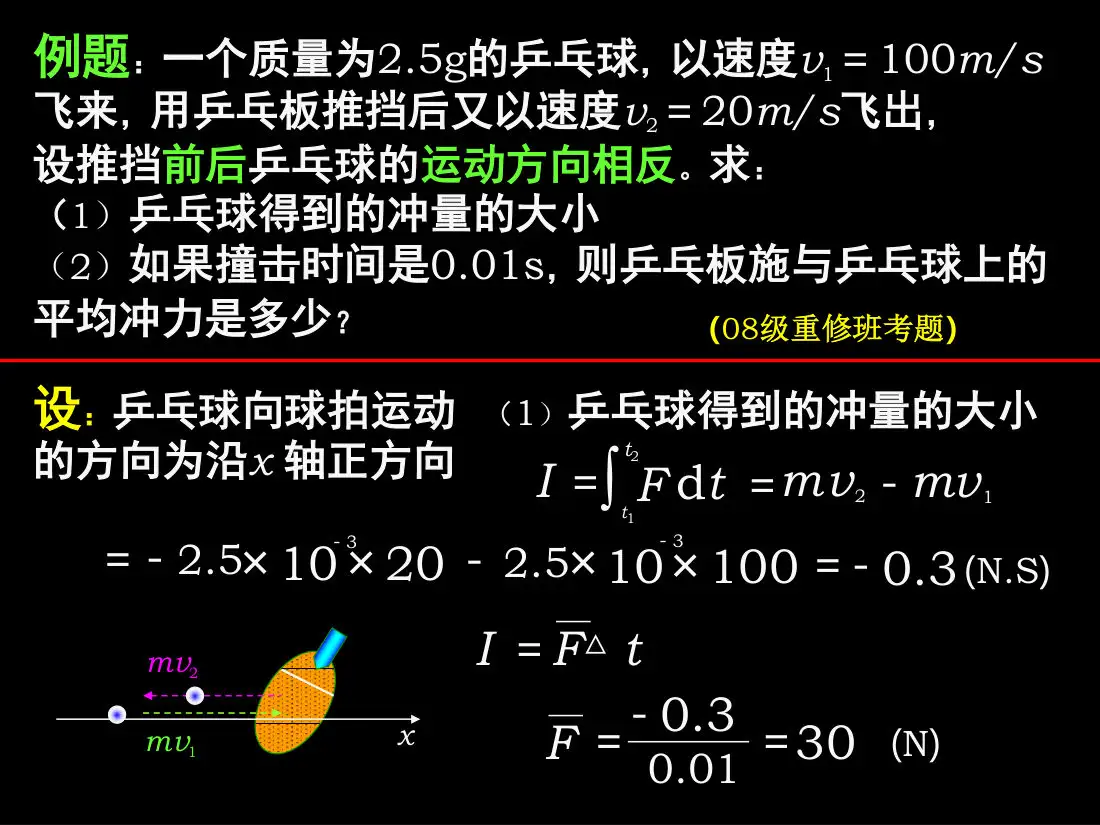 例题：一个质量为2.5g的乒乓球，以速度υ₁ = 100m/s
飞来，用乒乓板推挡后又以速度υ₂ = 20m/s飞出，
设推挡前后乒乓球的运动方向相反。求：
（1）乒乓球得到的冲量的大小
（2）如果撞击时间是0.01s，则乒乓板施与乒乓球上的
平均冲力是多少？
(08级重修班考题)
设：乒乓球向球拍运动
的方向为沿x 轴正方向
（1）乒乓球得到的冲量的大小
I = ∫_{t₁}^{t₂} F dt = mυ₂ - mυ₁
= - 2.5× 10⁻³× 20 - 2.5× 10⁻³× 100 = - 0.3 (N.S)
I = F̅ △ t
F̅ = \frac{- 0.3}{0.01} = 30 (N)
mυ₂
mυ₁
x